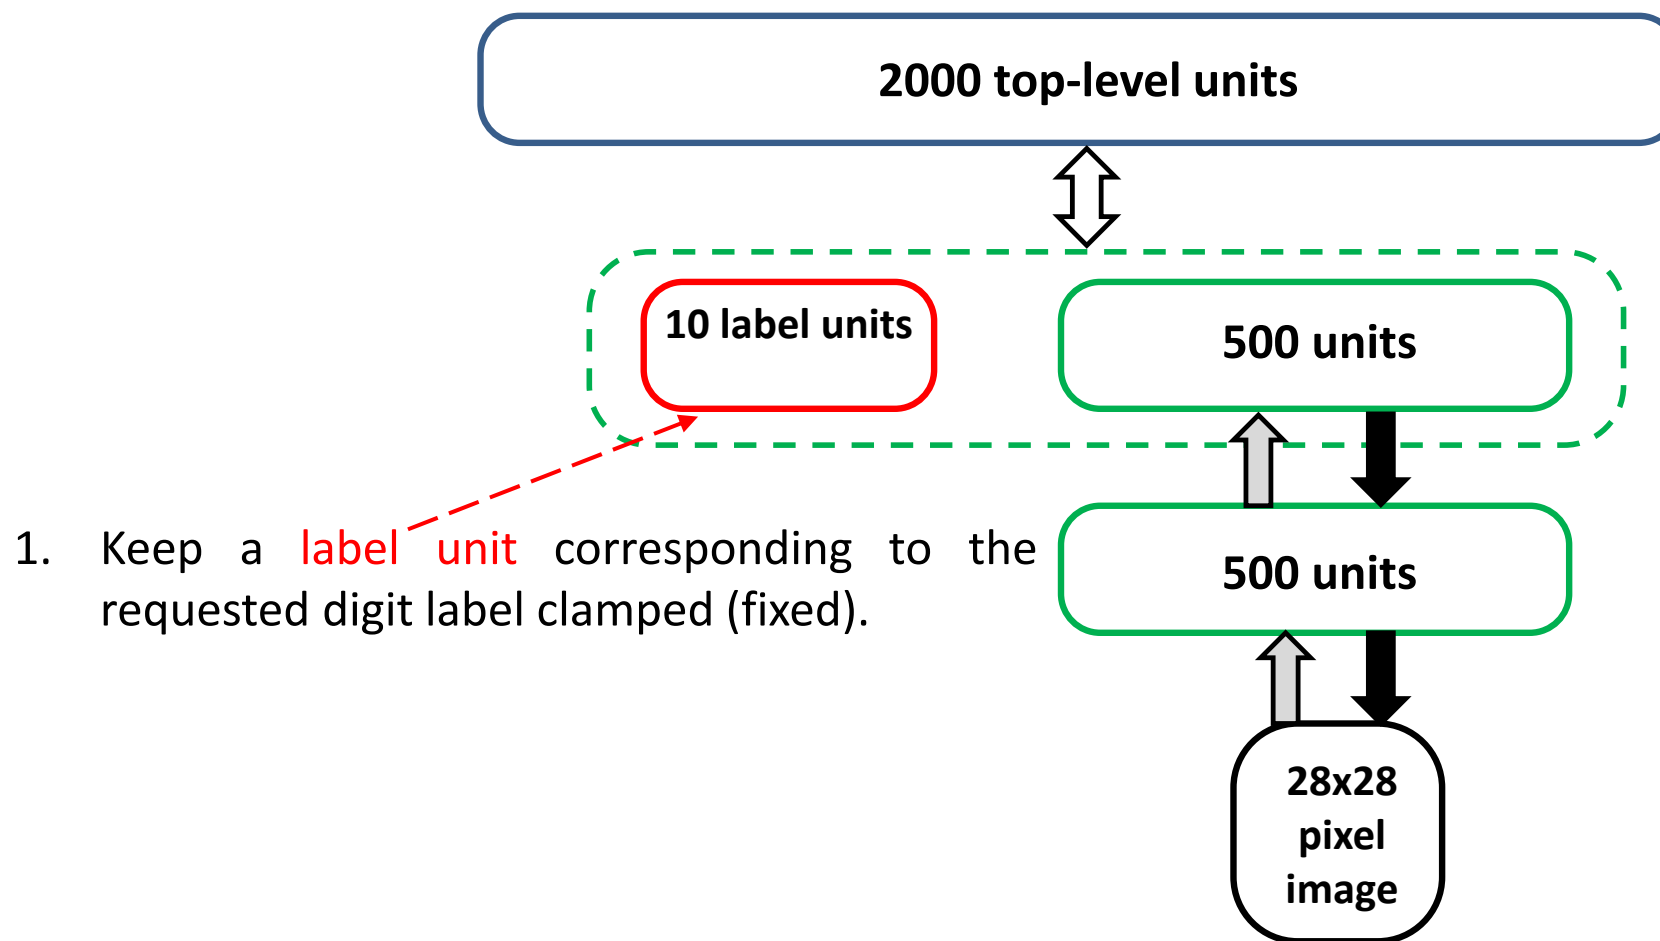 2000 top-level units
10 label units
500 units
1. Keep a label unit corresponding to the
requested digit label clamped (fixed).
500 units
28x28
pixel
image